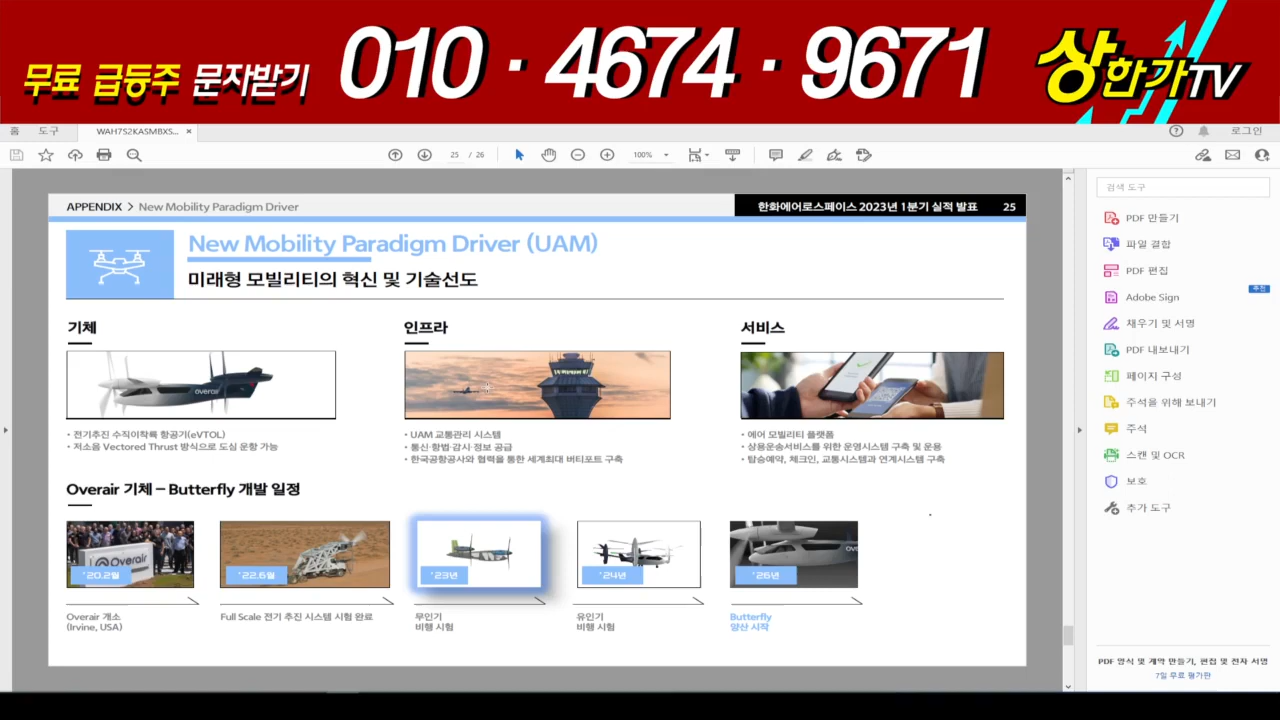 무료 급등주 문자받기 010 · 4674 · 9671 상한가TV
홈 도구 WAH7S2KASMBXS... × 로그인
25 / 26 100%
검색 도구
APPENDIX > New Mobility Paradigm Driver 한화에어로스페이스 2023년 1분기 실적 발표 25
New Mobility Paradigm Driver (UAM)
미래형 모빌리티의 혁신 및 기술선도
기체 인프라 서비스
overair
• 전기추진 수직이착륙 항공기(eVTOL)
• 저소음 Vectored Thrust 방식으로 도심 운항 가능
• UAM 교통관리 시스템
• 통신·항법·감시·정보 공급
• 한국공항공사와 협력을 통한 세계최대 버티포트 구축
• 에어 모빌리티 플랫폼
• 상용운송서비스를 위한 운영시스템 구축 및 운용
• 탑승예약, 체크인, 교통시스템과 연계시스템 구축
Overair 기체 – Butterfly 개발 일정
Overair
'20.2월 '22.6월 '23년 '24년 '26년
Overair 개소
(Irvine, USA)
Full Scale 전기 추진 시스템 시험 완료
무인기
비행 시험
유인기
비행 시험
Butterfly
양산 시작
PDF 만들기
파일 결합
PDF 편집
추천
Adobe Sign
채우기 및 서명
PDF 내보내기
페이지 구성
주석을 위해 보내기
주석
스캔 및 OCR
보호
추가 도구
PDF 양식 및 계약 만들기, 편집 및 전자 서명
7일 무료 평가판